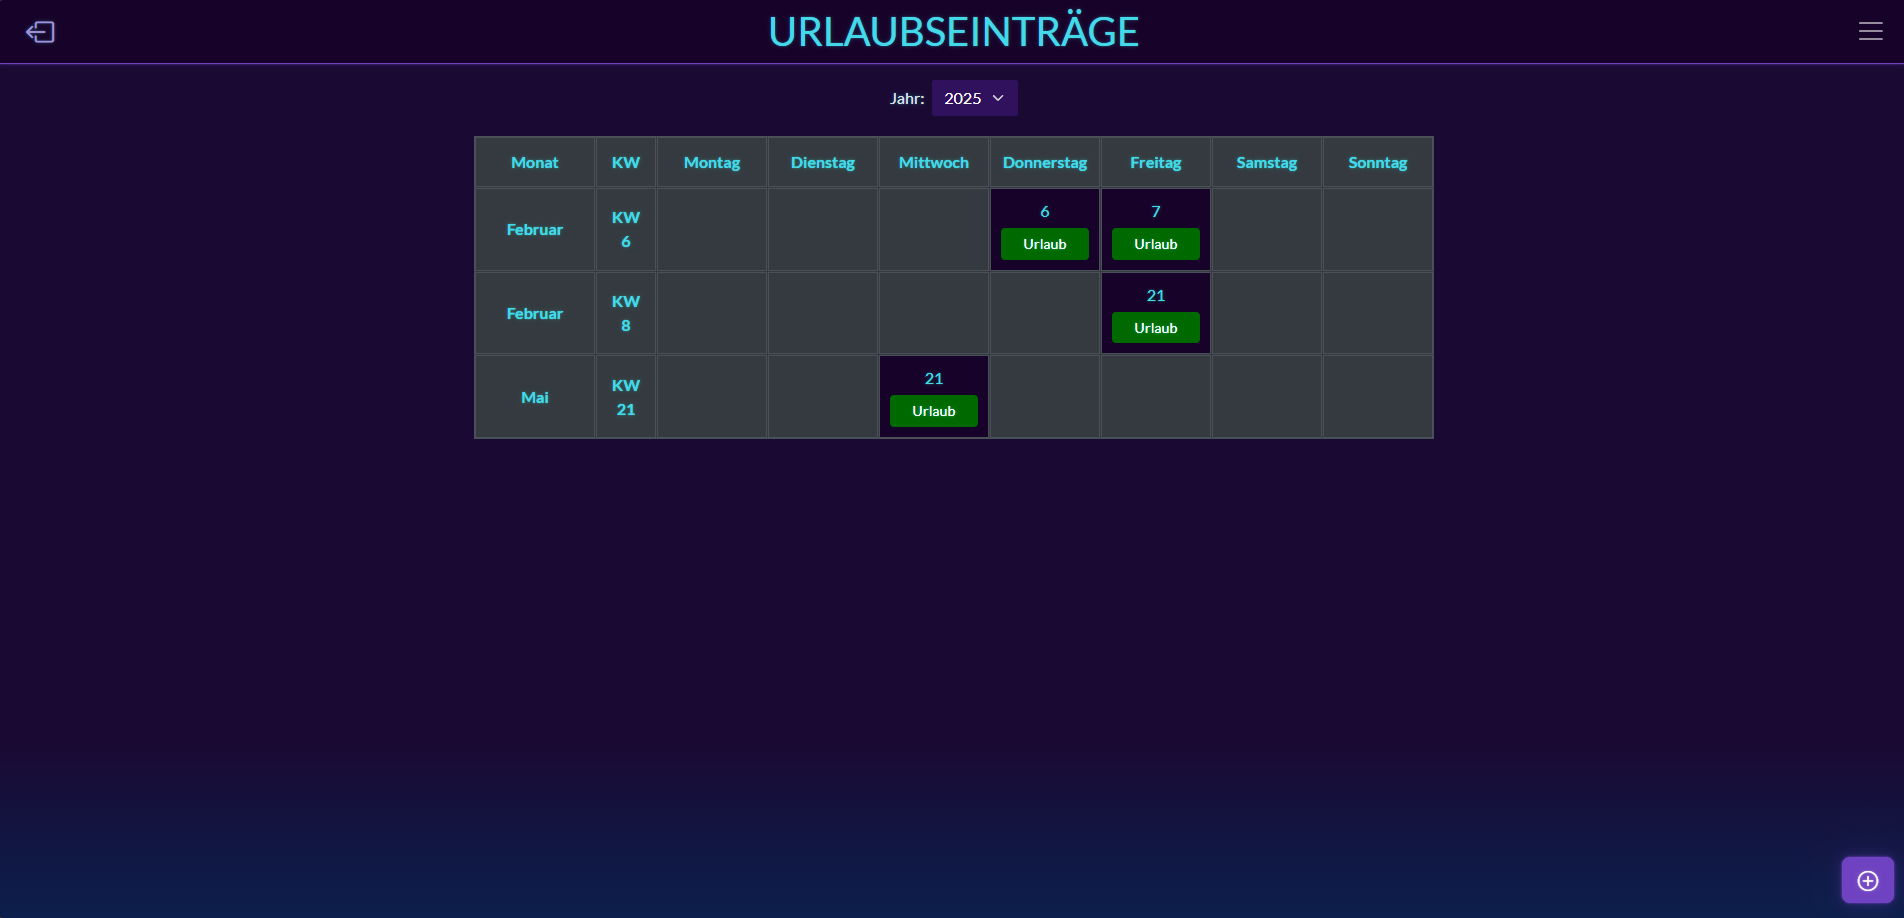 URLAUBSEINTRÄGE
Jahr: 2025
Monat KW Montag Dienstag Mittwoch Donnerstag Freitag Samstag Sonntag
Februar KW 6 6 Urlaub 7 Urlaub
Februar KW 8 21 Urlaub
Mai KW 21 21 Urlaub